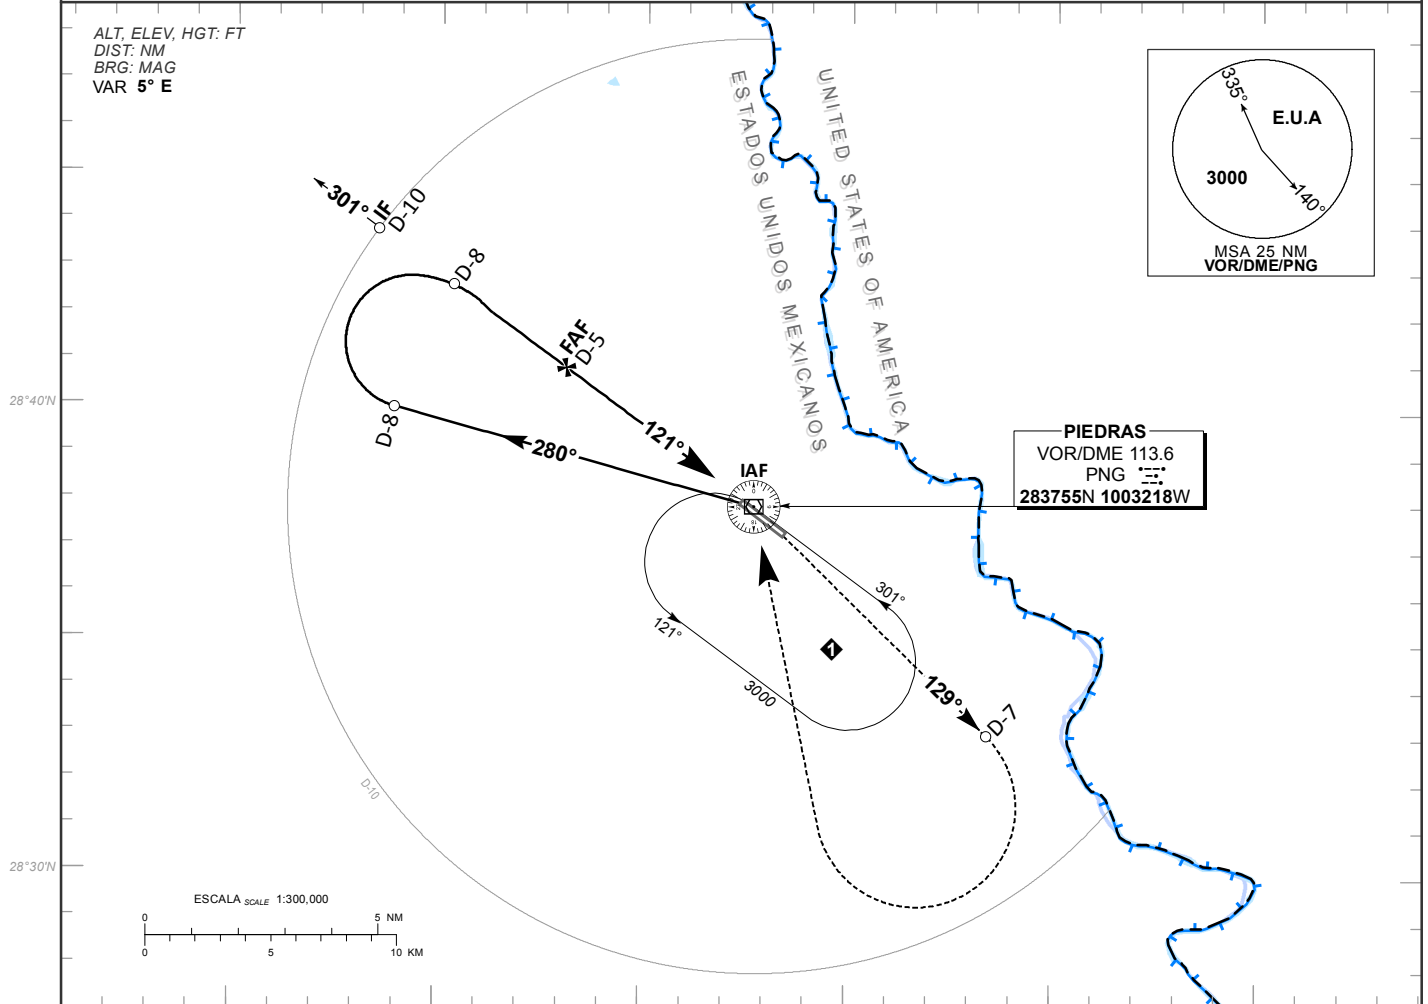 ALT, ELEV, HGT: FT
DIST: NM
BRG: MAG
VAR 5° E
ESTADOS UNIDOS MEXICANOS
UNITED STATES OF AMERICA
335°
E.U.A
3000
140°
MSA 25 NM
VOR/DME/PNG
301°
IF
D-10
D-8
FAF
D-5
28°40'N
D-8
280°
121°
IAF
PIEDRAS
VOR/DME 113.6
PNG
283755N 1003218W
301°
121°
1
3000
129°
D-7
D-10
28°30'N
ESCALA SCALE 1:300,000
0 5 NM
0 5 10 KM